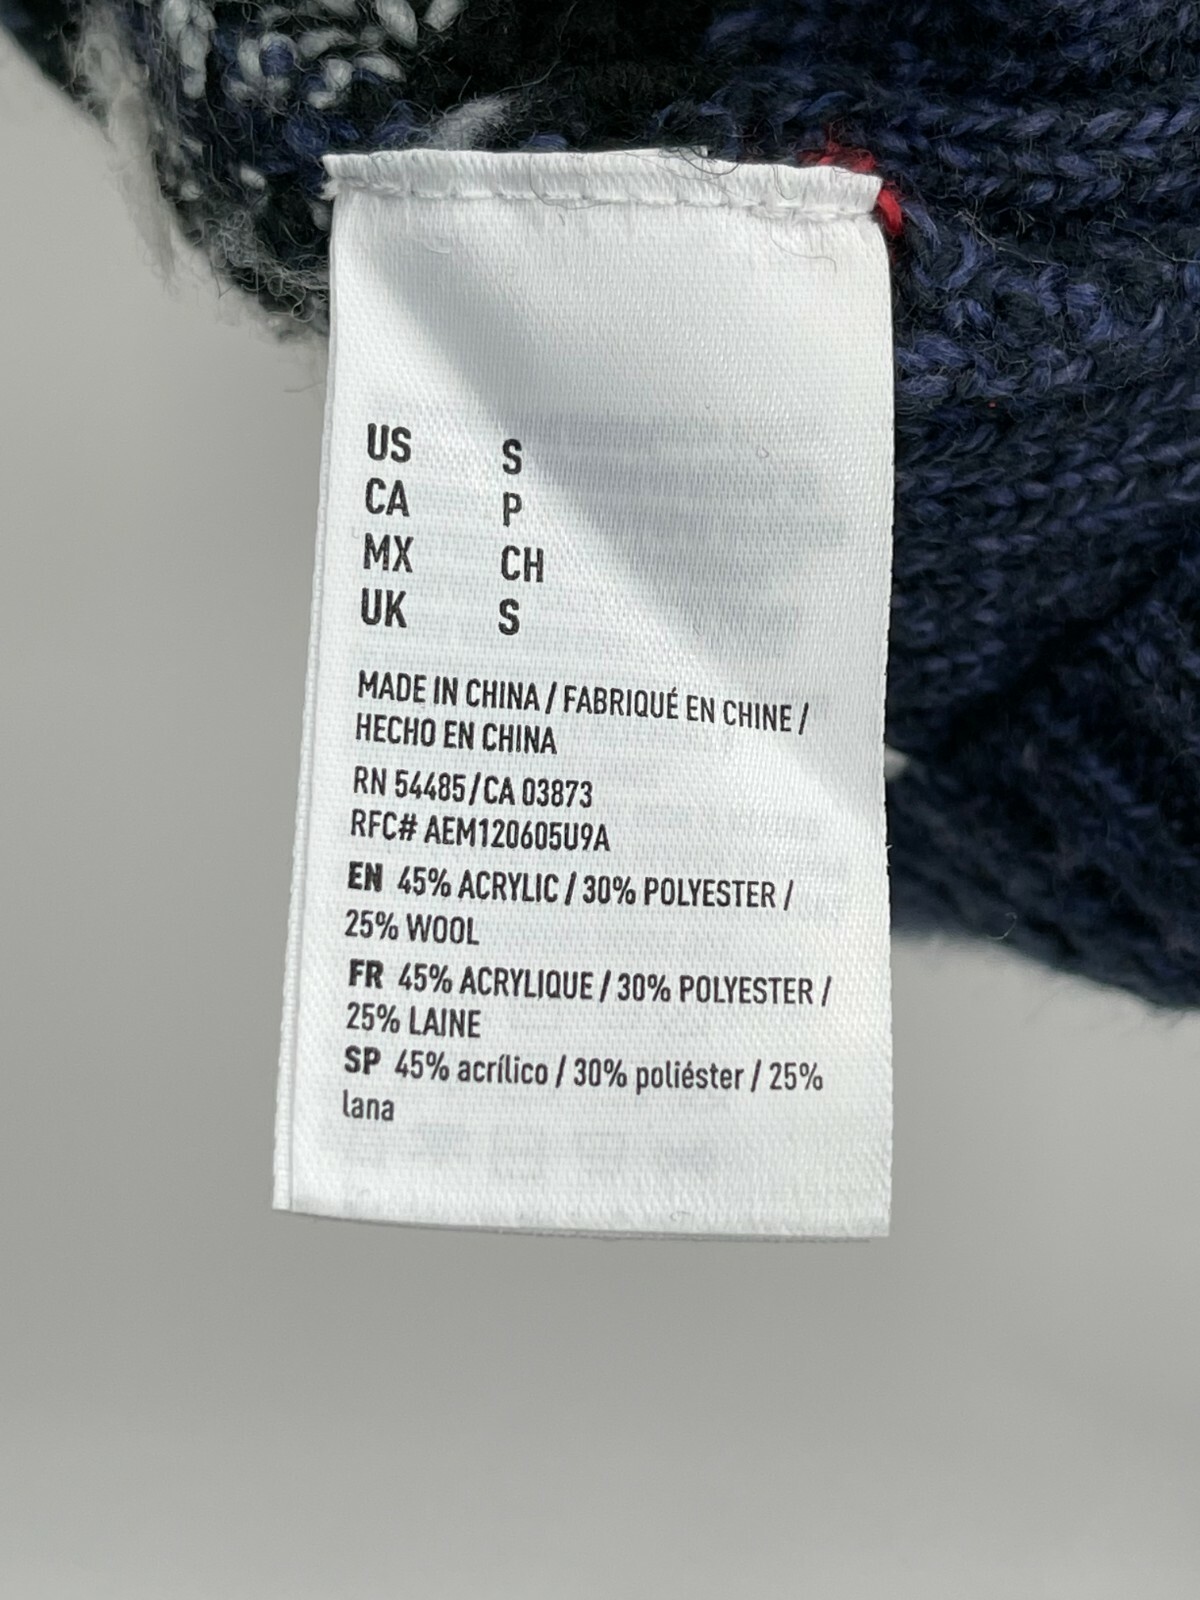 US S
CA P
MX CH
UK S
MADE IN CHINA / FABRIQUÉ EN CHINE /
HECHO EN CHINA
RN 54485/CA 03873
RFC# AEM120605U9A
EN 45% ACRYLIC / 30% POLYESTER /
25% WOOL
FR 45% ACRYLIQUE / 30% POLYESTER /
25% LAINE
SP 45% acrílico / 30% poliéster / 25%
lana